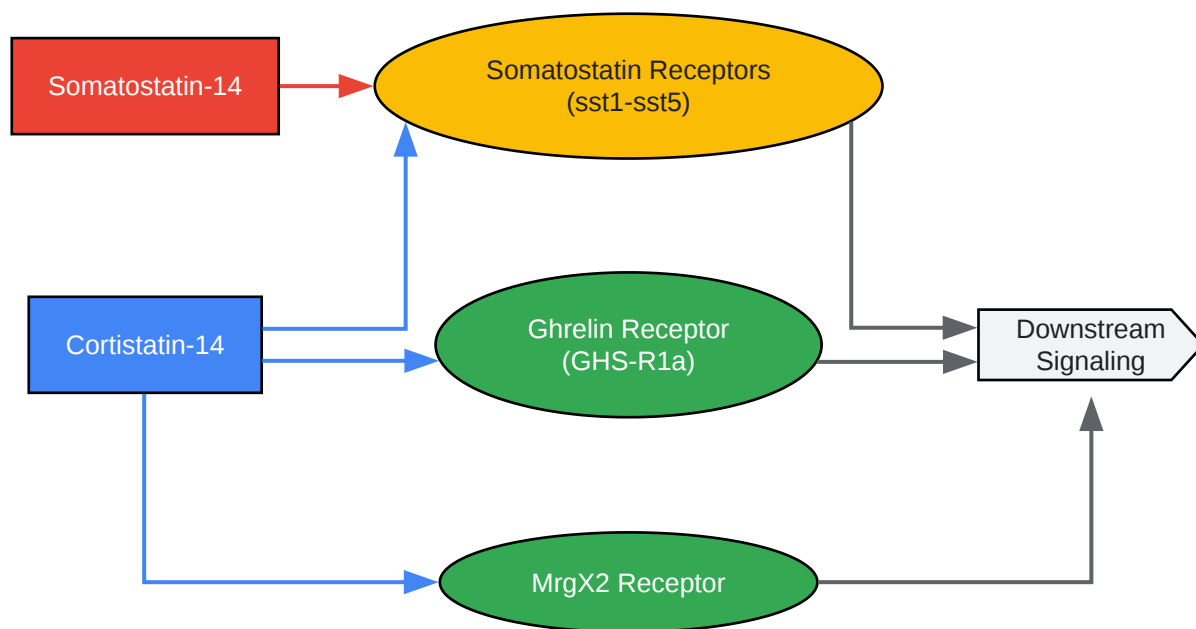 Somatostatin-14
Somatostatin Receptors
(sst1-sst5)
Cortistatin-14
Ghrelin Receptor
(GHS-R1a)
Downstream
Signaling
MrgX2 Receptor